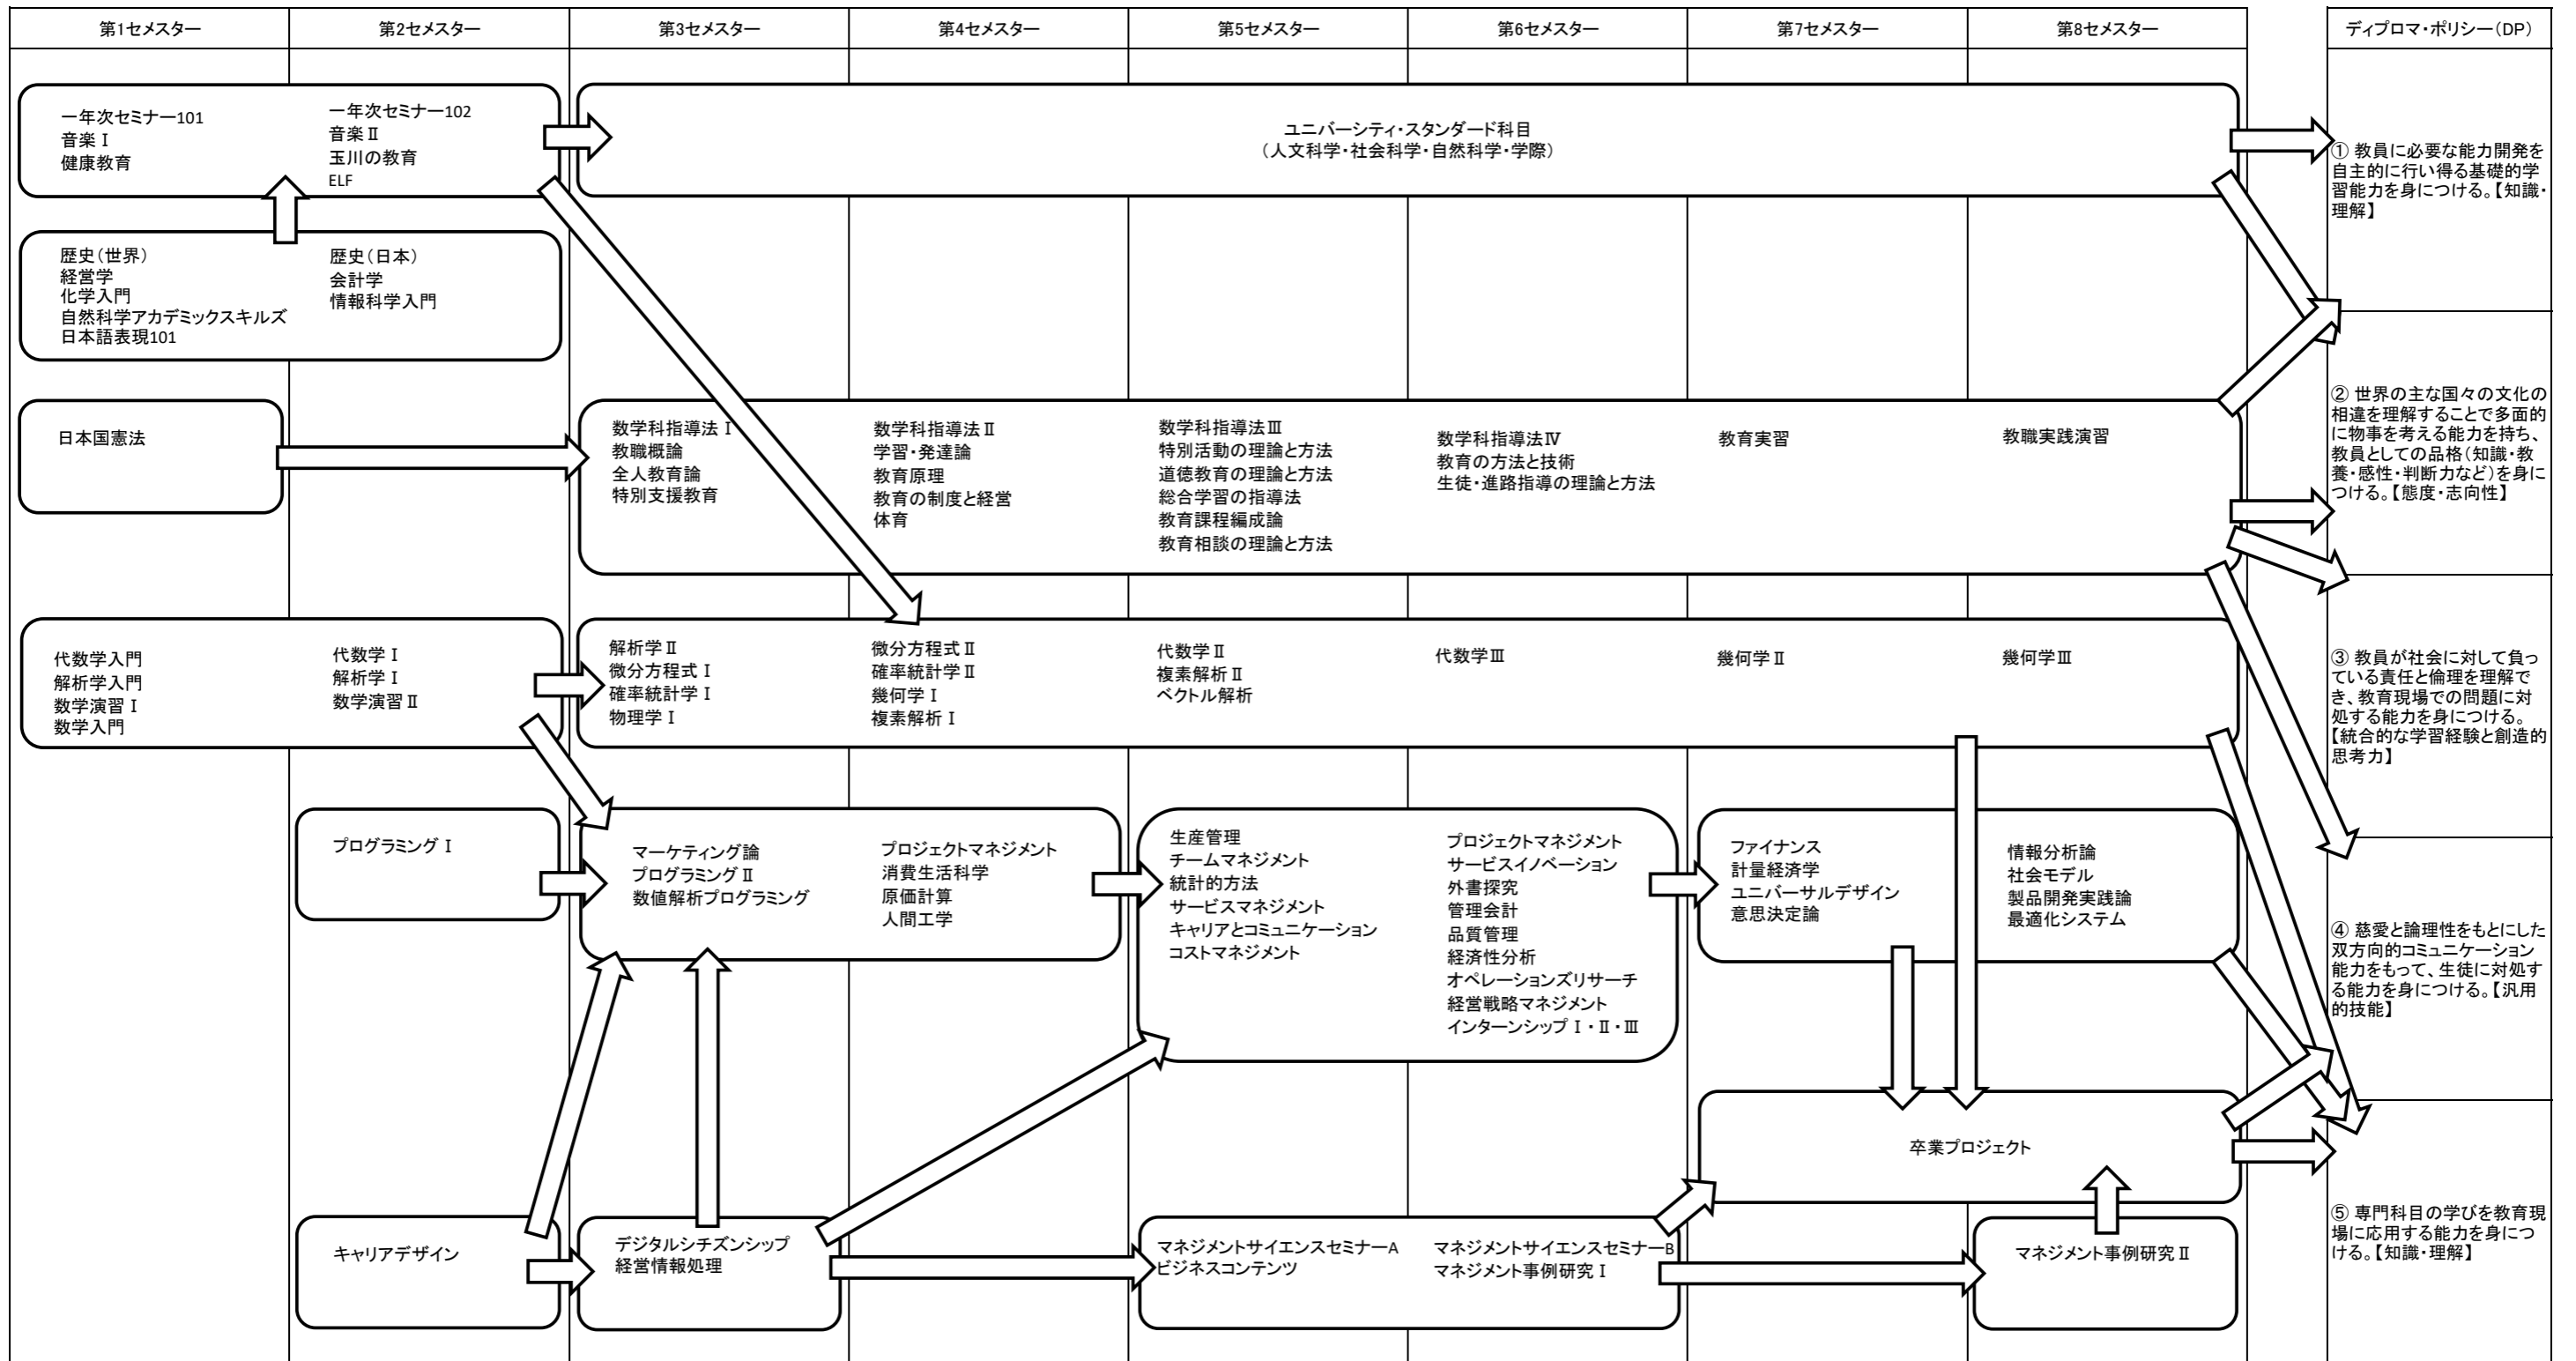 第1セメスター
第2セメスター
第3セメスター
第4セメスター
第5セメスター
第6セメスター
第7セメスター
第8セメスター
ディプロマ・ポリシー(DP)
一年次セミナー101
音楽Ⅰ
健康教育
一年次セミナー102
音楽Ⅱ
玉川の教育
ELF
ユニバーシティ・スタンダード科目
(人文科学・社会科学・自然科学・学際)
歴史(世界)
経営学
化学入門
自然科学アカデミックスキルズ
日本語表現101
歴史(日本)
会計学
情報科学入門
日本国憲法
数学科指導法Ⅰ
教職概論
全人教育論
特別支援教育
数学科指導法Ⅱ
学習・発達論
教育原理
教育の制度と経営
体育
数学科指導法Ⅲ
特別活動の理論と方法
道徳教育の理論と方法
総合学習の指導法
教育課程編成論
教育相談の理論と方法
数学科指導法Ⅳ
教育の方法と技術
生徒・進路指導の理論と方法
教育実習
教職実践演習
代数学入門
解析学入門
数学演習Ⅰ
数学入門
代数学Ⅰ
解析学Ⅰ
数学演習Ⅱ
解析学Ⅱ
微分方程式Ⅰ
確率統計学Ⅰ
物理学Ⅰ
微分方程式Ⅱ
確率統計学Ⅱ
幾何学Ⅰ
複素解析Ⅰ
代数学Ⅱ
複素解析Ⅱ
ベクトル解析
代数学Ⅲ
幾何学Ⅱ
幾何学Ⅲ
プログラミングⅠ
マーケティング論
プログラミングⅡ
数値解析プログラミング
プロジェクトマネジメント
消費生活科学
原価計算
人間工学
生産管理
チームマネジメント
統計的方法
サービスマネジメント
キャリアとコミュニケーション
コストマネジメント
プロジェクトマネジメント
サービスイノベーション
外書探究
管理会計
品質管理
経済性分析
オペレーションズリサーチ
経営戦略マネジメント
インターンシップⅠ・Ⅱ・Ⅲ
ファイナンス
計量経済学
ユニバーサルデザイン
意思決定論
情報分析論
社会モデル
製品開発実践論
最適化システム
卒業プロジェクト
キャリアデザイン
デジタルシチズンシップ
経営情報処理
マネジメントサイエンスセミナーA
ビジネスコンテンツ
マネジメントサイエンスセミナーB
マネジメント事例研究Ⅰ
マネジメント事例研究Ⅱ
① 教員に必要な能力開発を
自主的に行い得る基礎的学
習能力を身につける。【知識・
理解】
② 世界の主な国々の文化の
相違を理解することで多面的
に物事を考える能力を持ち、
教員としての品格(知識・教
養・感性・判断力など)を身に
つける。【態度・志向性】
③ 教員が社会に対して負っ
ている責任と倫理を理解で
き、教育現場での問題に対
処する能力を身につける。
【統合的な学習経験と創造的
思考力】
④ 慈愛と論理性をもとにした
双方向的コミュニケーション
能力をもって、生徒に対処す
る能力を身につける。【汎用
的技能】
⑤ 専門科目の学びを教育現
場に応用する能力を身につ
ける。【知識・理解】